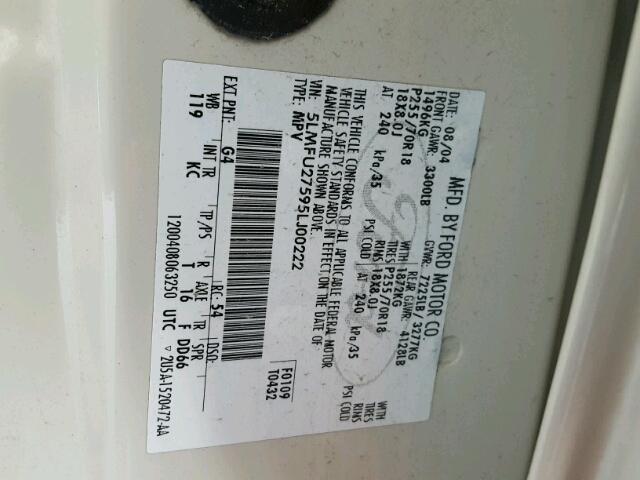 MFD. BY FORD MOTOR CO.
DATE: 08/04 GVWR: 7225LB/ 3277KG
FRONT GAWR: 3300LB REAR GAWR: 4128LB
1496KG WITH 1872KG WITH
P255/70R18 TIRES P255/70R18 TIRES
18X8.0J RIMS 18X8.0J RIMS
AT 240 kPa/35 PSI COLD AT 240 kPa/35 PSI COLD
THIS VEHICLE CONFORMS TO ALL APPLICABLE FEDERAL MOTOR
VEHICLE SAFETY STANDARDS IN EFFECT ON THE DATE OF
MANUFACTURE SHOWN ABOVE.
VIN: 5LMFU27595LJ00222
TYPE: MPV
F0109
T0432
EXT PNT: G4 RC: 54 DSO:
WB INT TR TP/PS R AXLE TR SPR
119 KC T 16 F DD66
1200408063250 UTC ▽ 2U5A-1520472-AA